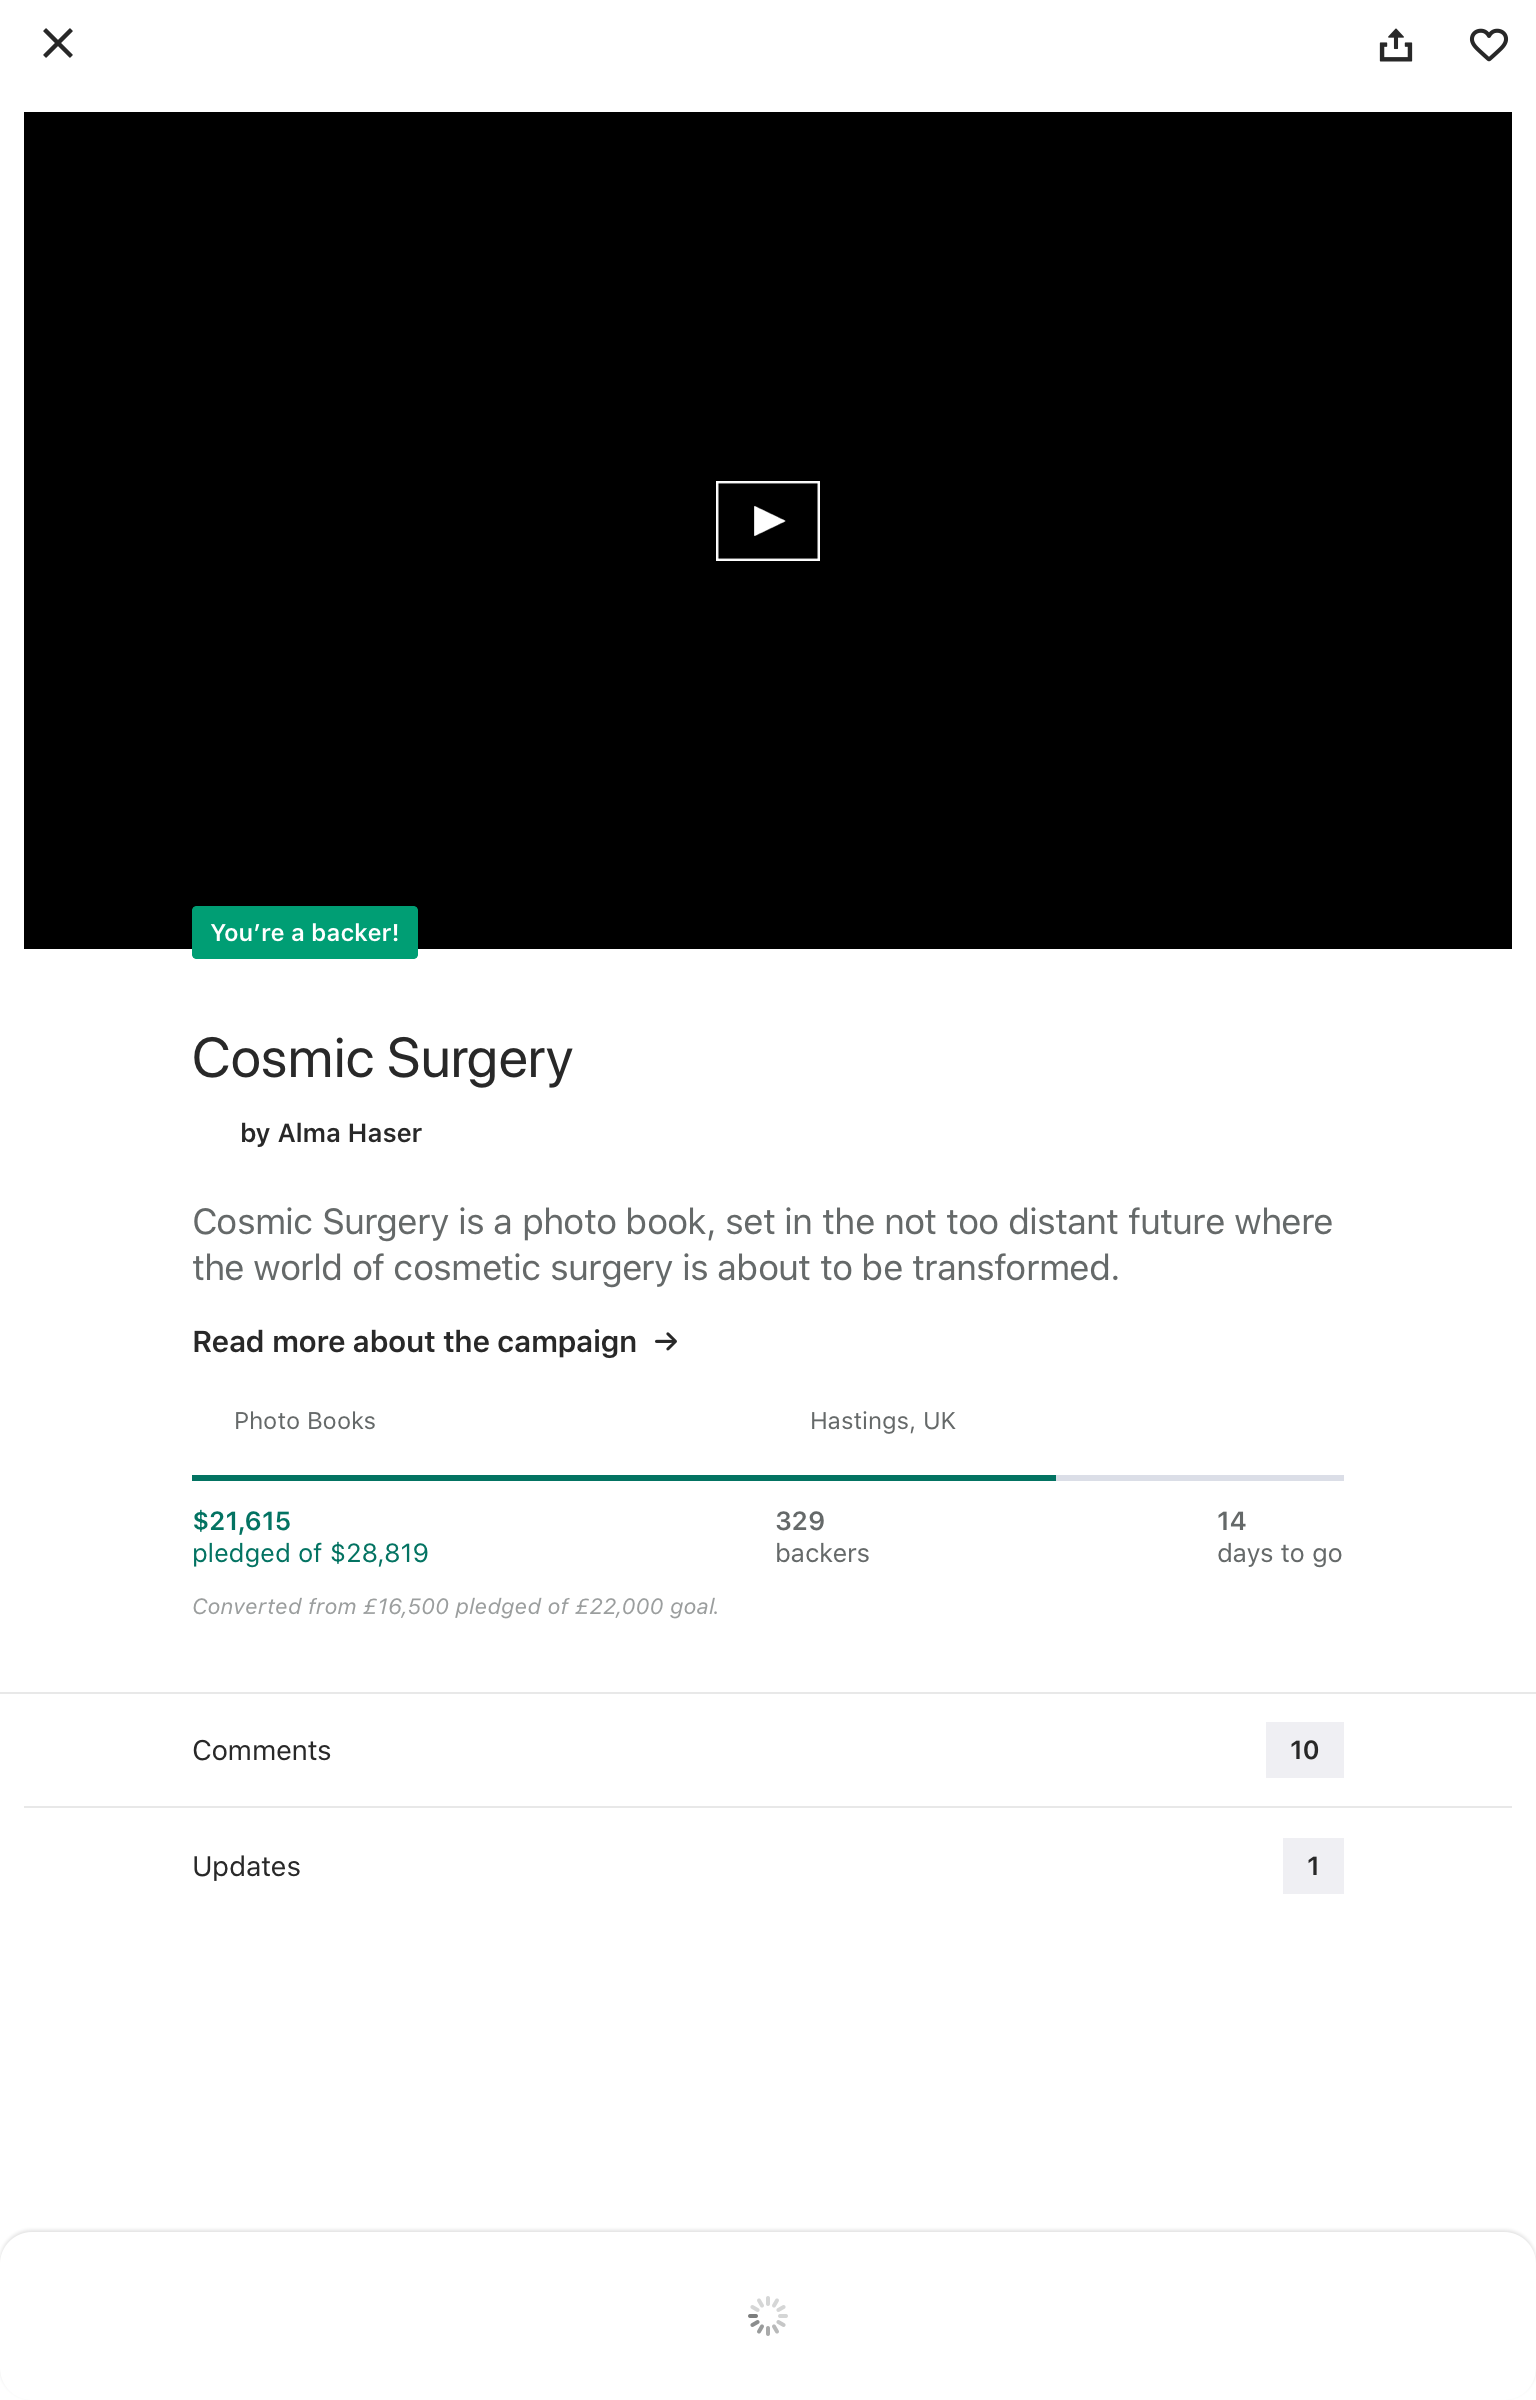 You're a backer!
Cosmic Surgery
by Alma Haser
Cosmic Surgery is a photo book, set in the not too distant future where
the world of cosmetic surgery is about to be transformed.
Read more about the campaign →
Photo Books
Hastings, UK
$21,615
pledged of $28,819
329
backers
14
days to go
Converted from £16,500 pledged of £22,000 goal.
Comments
10
Updates
1